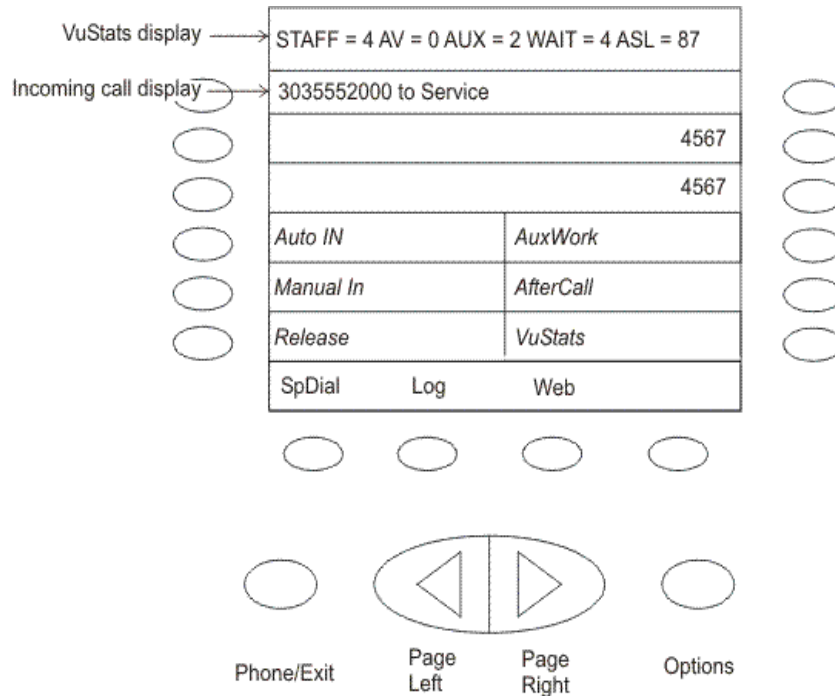 VuStats display
STAFF = 4 AV = 0 AUX = 2 WAIT = 4 ASL = 87
Incoming call display
3035552000 to Service
4567
4567
Auto IN AuxWork
Manual In AfterCall
Release VuStats
SpDial Log Web
Phone/Exit
Page Left
Page Right
Options